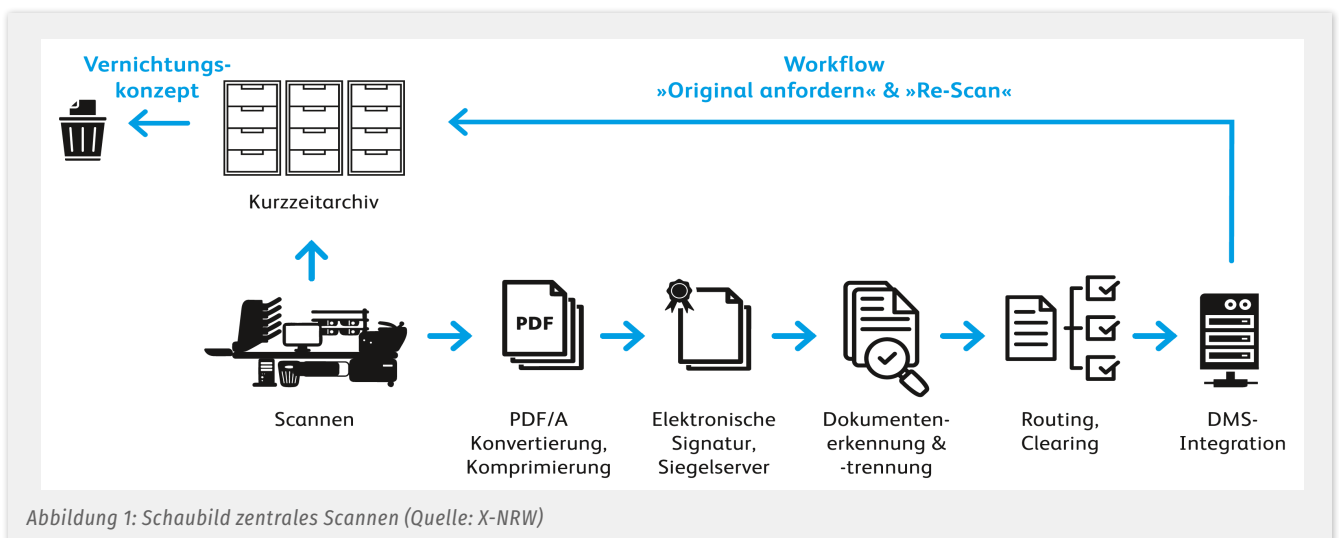 Vernichtungs-
konzept
Workflow
»Original anfordern« & »Re-Scan«
Kurzzeitarchiv
PDF
Scannen
PDF/A
Konvertierung,
Komprimierung
Elektronische
Signatur,
Siegelserver
Dokumenten-
erkennung &
-trennung
Routing,
Clearing
DMS-
Integration
Abbildung 1: Schaubild zentrales Scannen (Quelle: X-NRW)